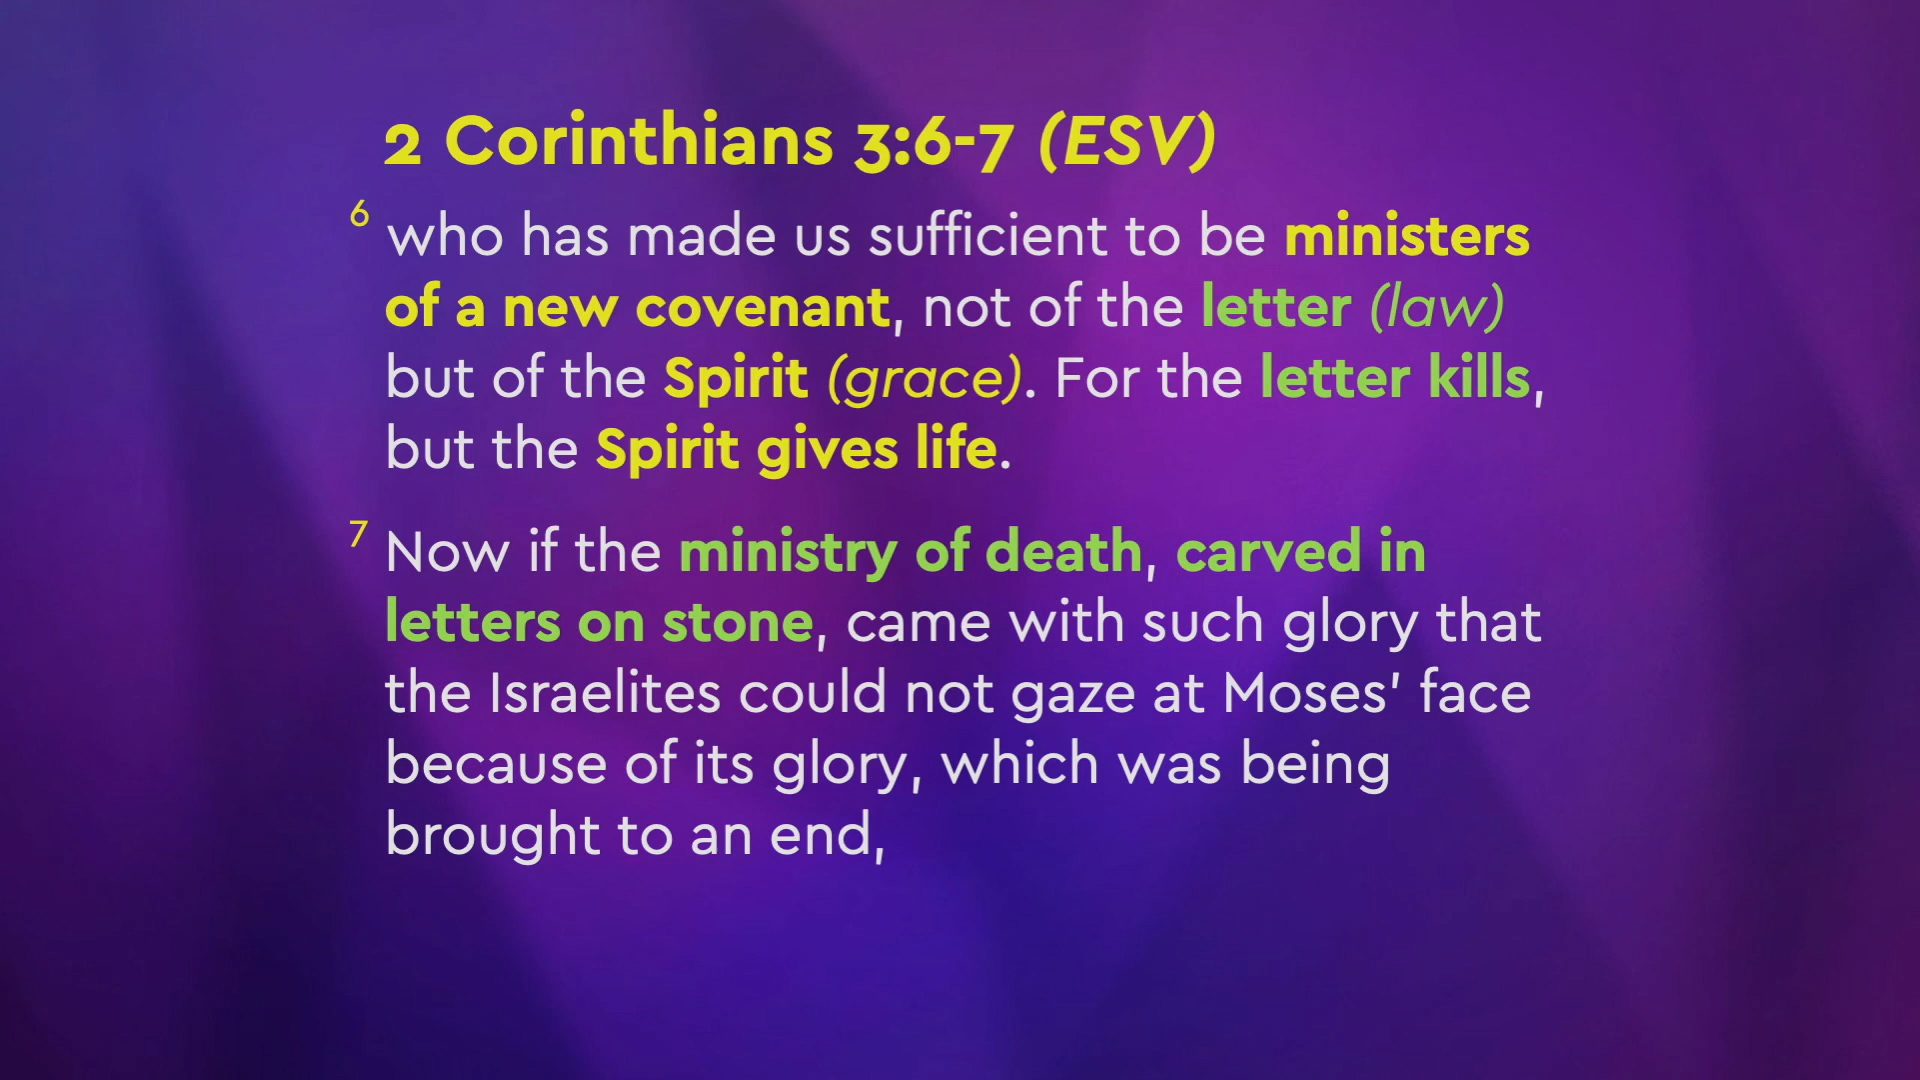 2 Corinthians 3:6-7 (ESV)
6 who has made us sufficient to be ministers
of a new covenant, not of the letter (law)
but of the Spirit (grace). For the letter kills,
but the Spirit gives life.
7 Now if the ministry of death, carved in
letters on stone, came with such glory that
the Israelites could not gaze at Moses’ face
because of its glory, which was being
brought to an end,